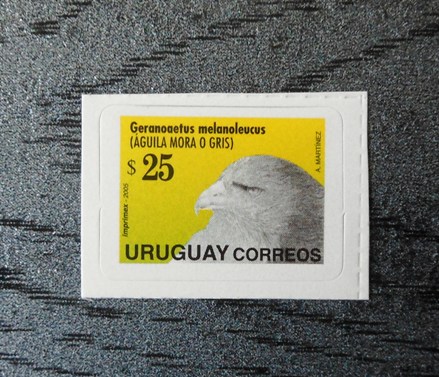 Geranoaetus melanoleucus
(ÁGUILA MORA O GRIS)
$ 25
A. MARTÍNEZ
Imprimex - 2005
URUGUAY CORREOS